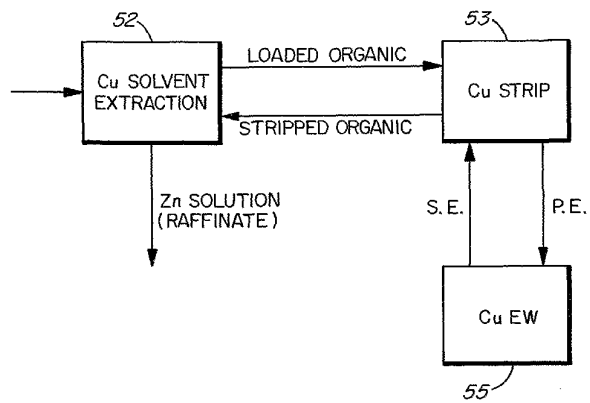 52
53
Cu SOLVENT
EXTRACTION
LOADED ORGANIC
Cu STRIP
STRIPPED ORGANIC
Zn SOLUTION
(RAFFINATE)
S.E.
P.E.
Cu EW
55